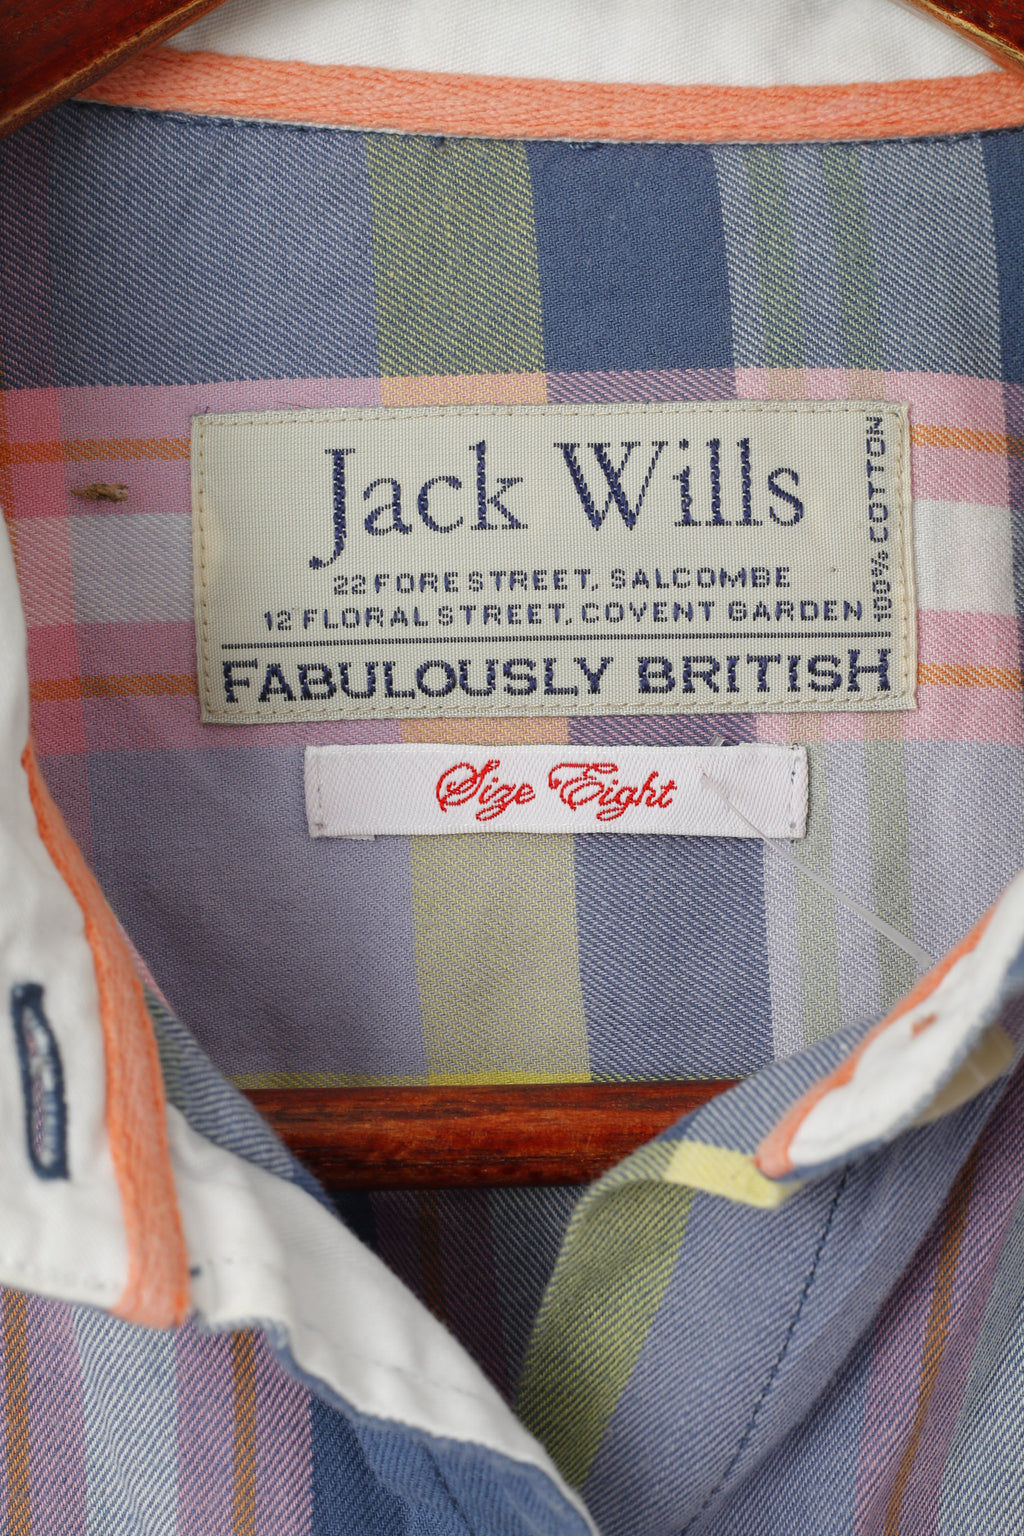 Jack Wills
22 FORE STREET, SALCOMBE
12 FLORAL STREET, COVENT GARDEN
100% COTTON
FABULOUSLY BRITISH
Size Eight